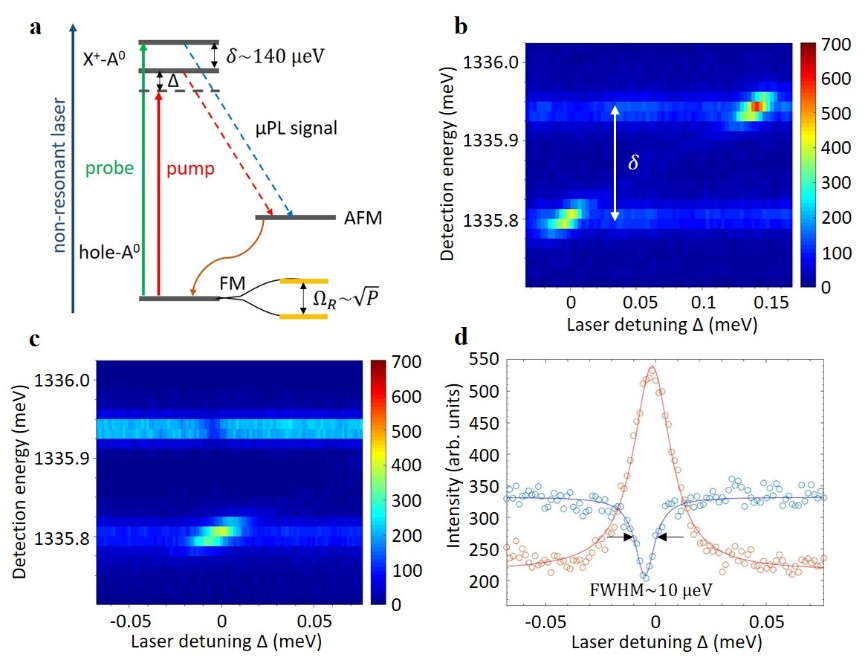 a
X⁺-A⁰
δ~140 μeV
Δ
non-resonant laser
probe
pump
μPL signal
AFM
hole-A⁰
FM
Ω_R~√P
b
Detection energy (meV)
1336.0
1335.9
1335.8
δ
0 0.05 0.1 0.15
Laser detuning Δ (meV)
700
600
500
400
300
200
100
0
c
Detection energy (meV)
1336.0
1335.9
1335.8
-0.05 0 0.05
Laser detuning Δ (meV)
700
600
500
400
300
200
100
0
d
Intensity (arb. units)
550
500
450
400
350
300
250
200
FWHM~10 μeV
-0.05 0 0.05
Laser detuning Δ (meV)